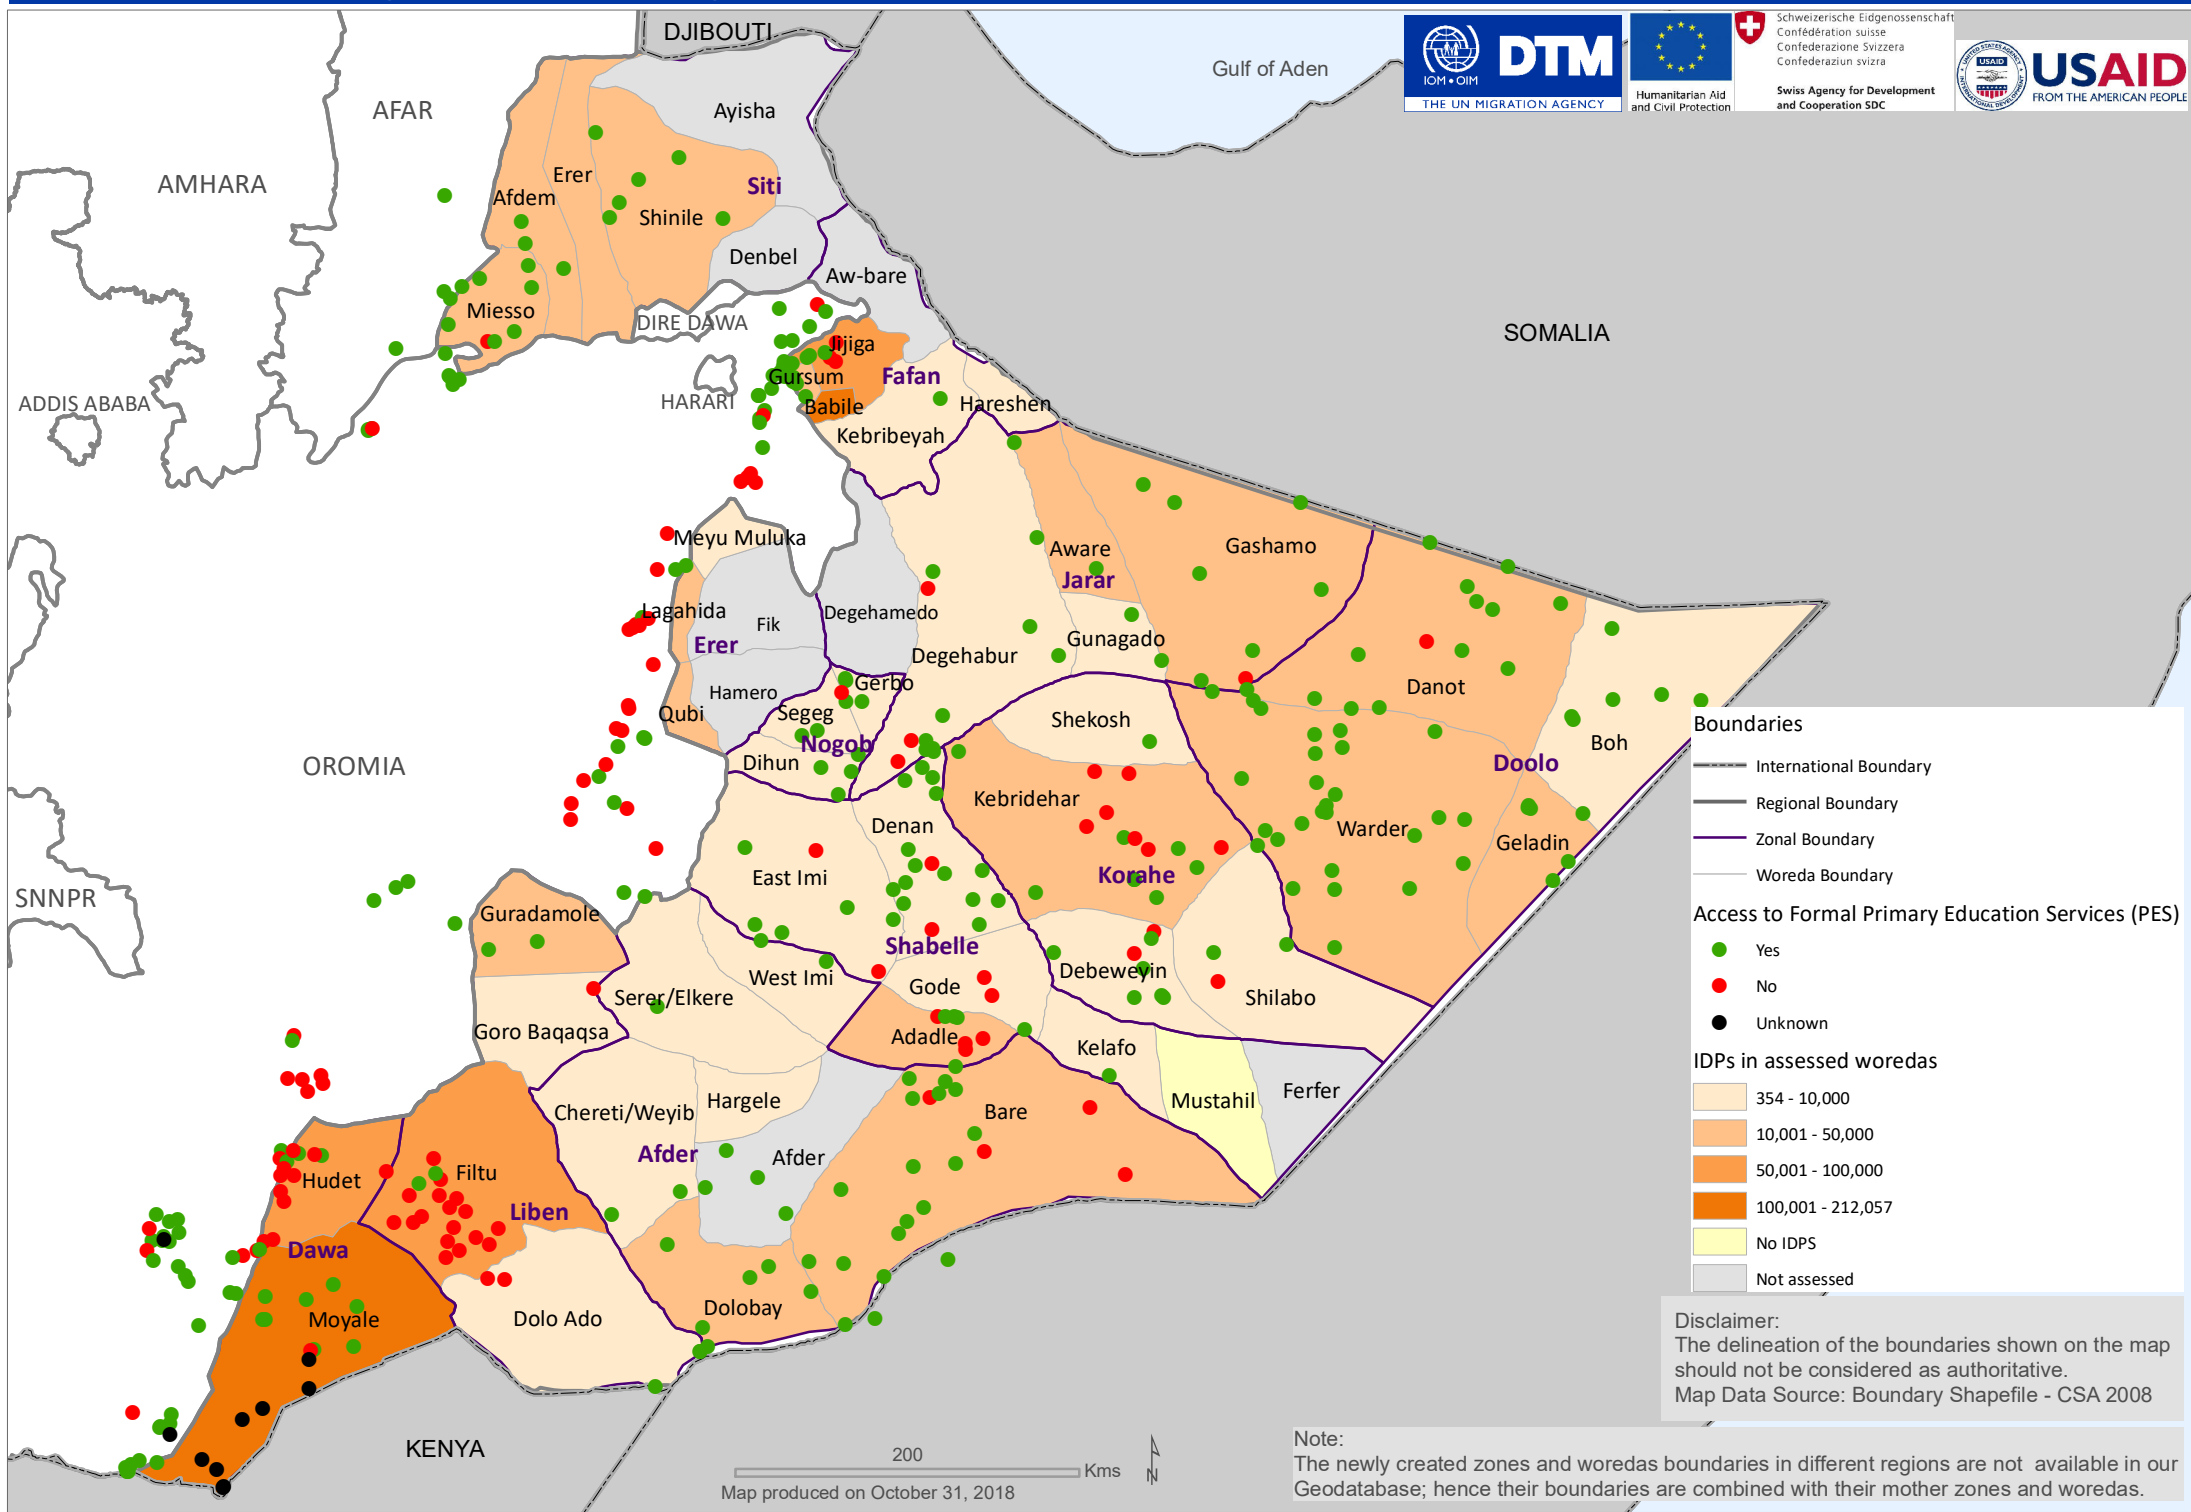 DJIBOUTI
Gulf of Aden
IOM • OIM
DTM
THE UN MIGRATION AGENCY
Humanitarian Aid
and Civil Protection
Schweizerische Eidgenossenschaft
Confédération suisse
Confederazione Svizzera
Confederaziun svizra
Swiss Agency for Development
and Cooperation SDC
USAID
USAID
FROM THE AMERICAN PEOPLE
AFAR
Ayisha
AMHARA
Erer
Siti
Afdem
Shinile
Denbel
Aw-bare
Miesso
DIRE DAWA
SOMALIA
Jijiga
Gursum
Fafan
ADDIS ABABA
HARARI
Babile
Hareshen
Kebribeyah
Meyu Muluka
Aware
Gashamo
Jarar
Lagahida
Fik
Degehamedo
Erer
Gunagado
Degehabur
Hamero
Gerbo
Danot
Qubi
Segeg
Shekosh
Nogob
Boh
Dihun
Doolo
OROMIA
Kebridehar
Denan
Warder
Geladin
East Imi
Korahe
SNNPR
Guradamole
Shabelle
West Imi
Debeweyin
Gode
Serer/Elkere
Shilabo
Goro Baqaqsa
Adadle
Kelafo
Mustahil
Ferfer
Hargele
Chereti/Weyib
Bare
Afder
Afder
Filtu
Hudet
Liben
Dawa
Dolobay
Moyale
Dolo Ado
KENYA
Boundaries
International Boundary
Regional Boundary
Zonal Boundary
Woreda Boundary
Access to Formal Primary Education Services (PES)
Yes
No
Unknown
IDPs in assessed woredas
354 - 10,000
10,001 - 50,000
50,001 - 100,000
100,001 - 212,057
No IDPS
Not assessed
Disclaimer:
The delineation of the boundaries shown on the map
should not be considered as authoritative.
Map Data Source: Boundary Shapefile - CSA 2008
200
Kms
N
Map produced on October 31, 2018
Note:
The newly created zones and woredas boundaries in different regions are not available in our
Geodatabase; hence their boundaries are combined with their mother zones and woredas.